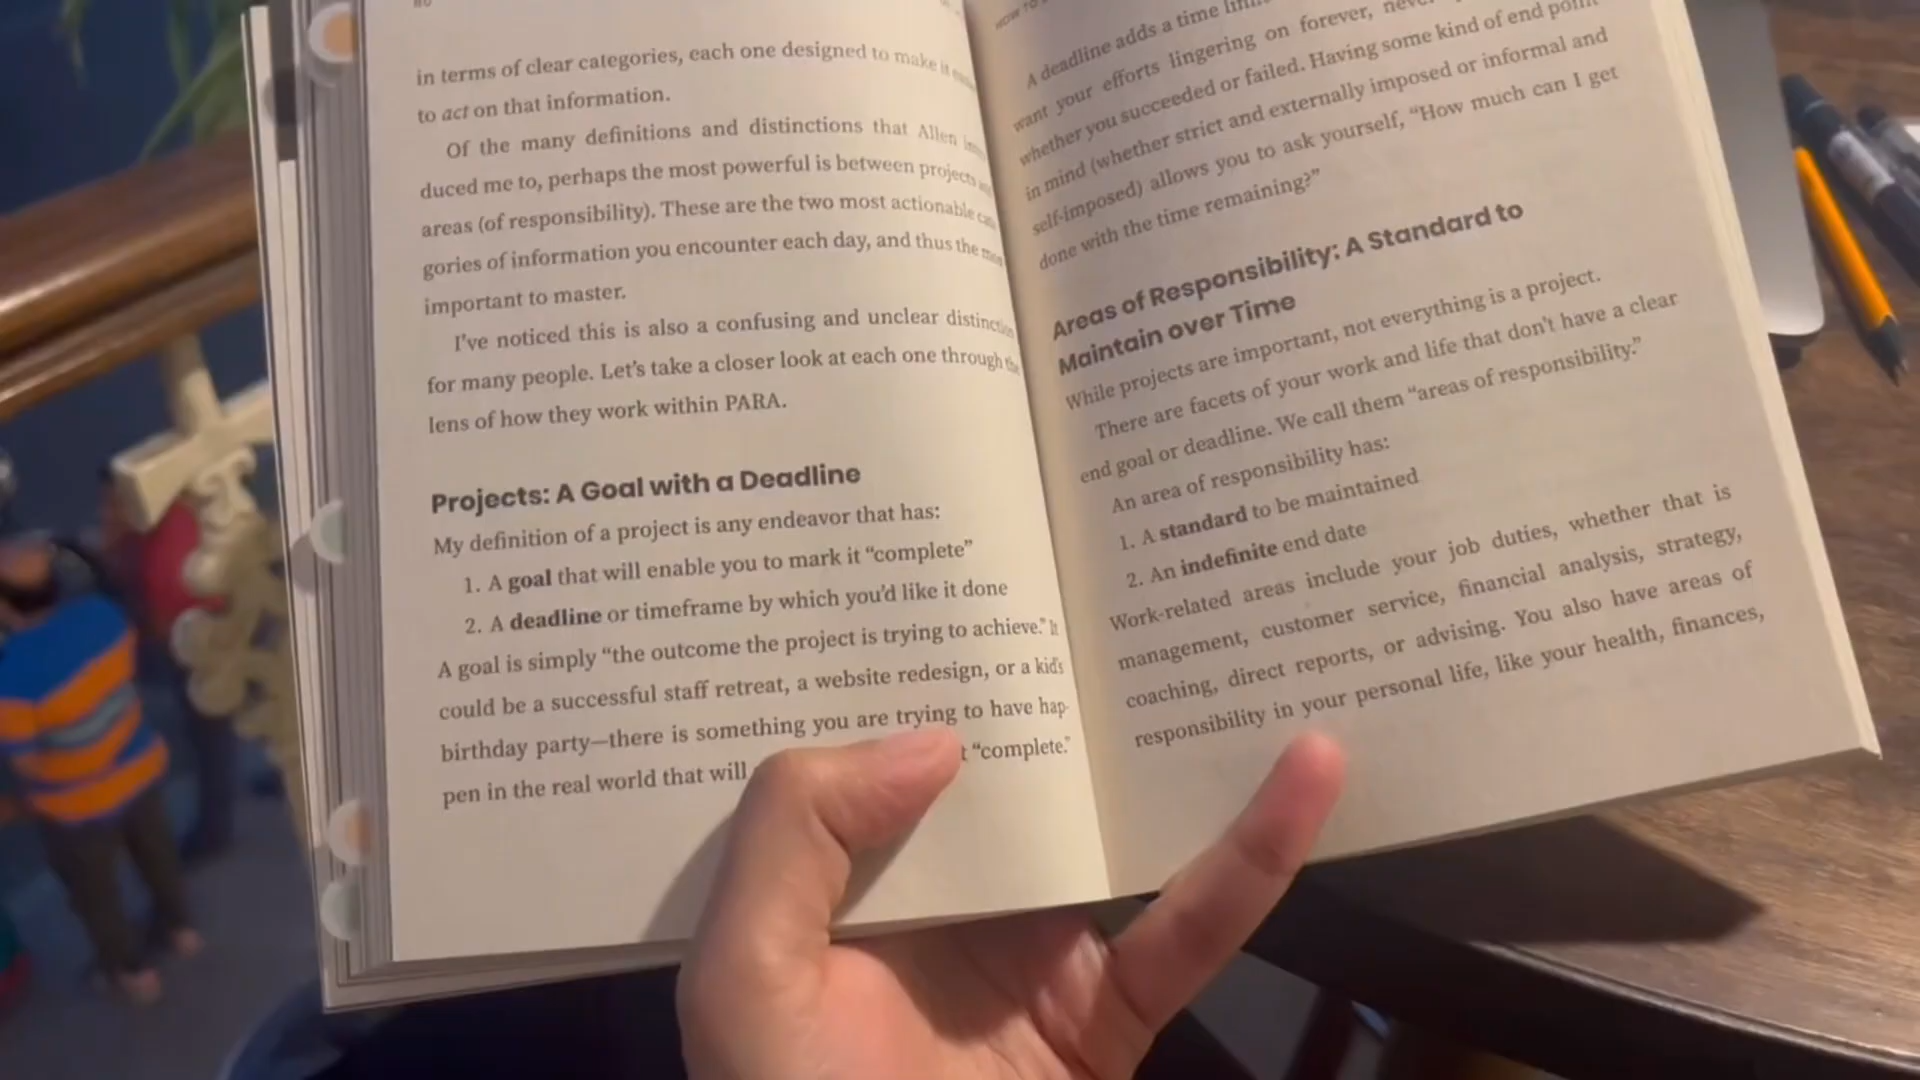 HOW TO
in terms of clear categories, each one designed to make it
to act on that information.
Of the many definitions and distinctions that Allen
duced me to, perhaps the most powerful is between projects
areas (of responsibility). These are the two most actionable
gories of information you encounter each day, and thus the
important to master.
I've noticed this is also a confusing and unclear
for many people. Let's take a closer look at each one through
lens of how they work within PARA.
Projects: A Goal with a Deadline
My definition of a project is any endeavor that has:
1. A goal that will enable you to mark it “complete”
2. A deadline or timeframe by which you'd like it done
A goal is simply “the outcome the project is trying to achieve.” It
could be a successful staff retreat, a website redesign, or a kid's
birthday party—there is something you are trying to have hap-
pen in the real world that will “complete.”
A deadline adds a time
want your efforts lingering on forever,
whether you succeeded or failed. Having some kind of end point
in mind (whether strict and externally imposed or informal and
self-imposed) allows you to ask yourself, “How much can I get
done with the time remaining?”
Areas of Responsibility: A Standard to
Maintain over Time
While projects are important, not everything is a project.
There are facets of your work and life that don't have a clear
end goal or deadline. We call them “areas of responsibility.”
An area of responsibility has:
1. A standard to be maintained
2. An indefinite end date
Work-related areas include your job duties, whether that is
management, customer service, financial analysis, strategy,
coaching, direct reports, or advising. You also have areas of
responsibility in your personal life, like your health, finances,